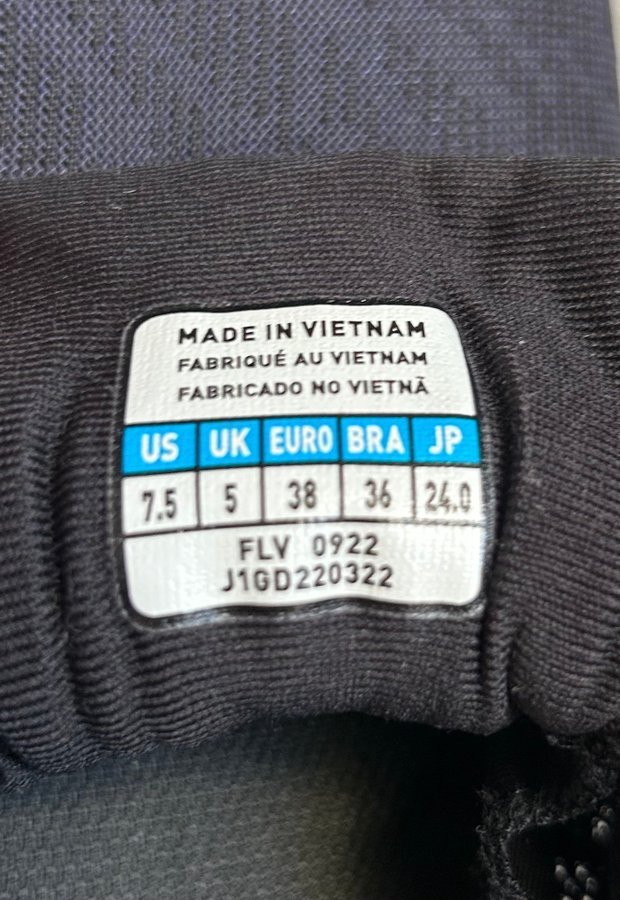 MADE IN VIETNAM
FABRIQUÉ AU VIETNAM
FABRICADO NO VIETNÃ
US UK EURO BRA JP
7.5 5 38 36 24.0
FLV 0922
J1GD220322